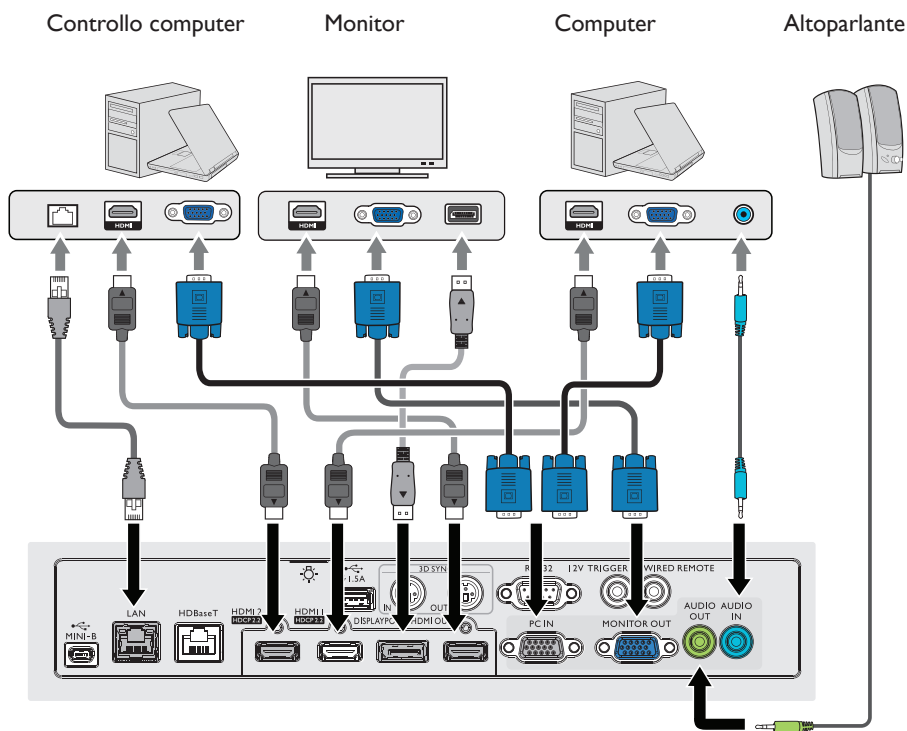 Controllo computer
Monitor
Computer
Altoparlante
HDMI
HDMI
HDMI
1.5A
3D SYN
12V TRIGGER
WIRED REMOTE
IN
OUT
MINI-B
LAN
HDBaseT
HDMI 2
HDCP 2.2
HDMI 1
HDCP 2.2
HDMI OU
PC IN
MONITOR OUT
AUDIO OUT
AUDIO IN